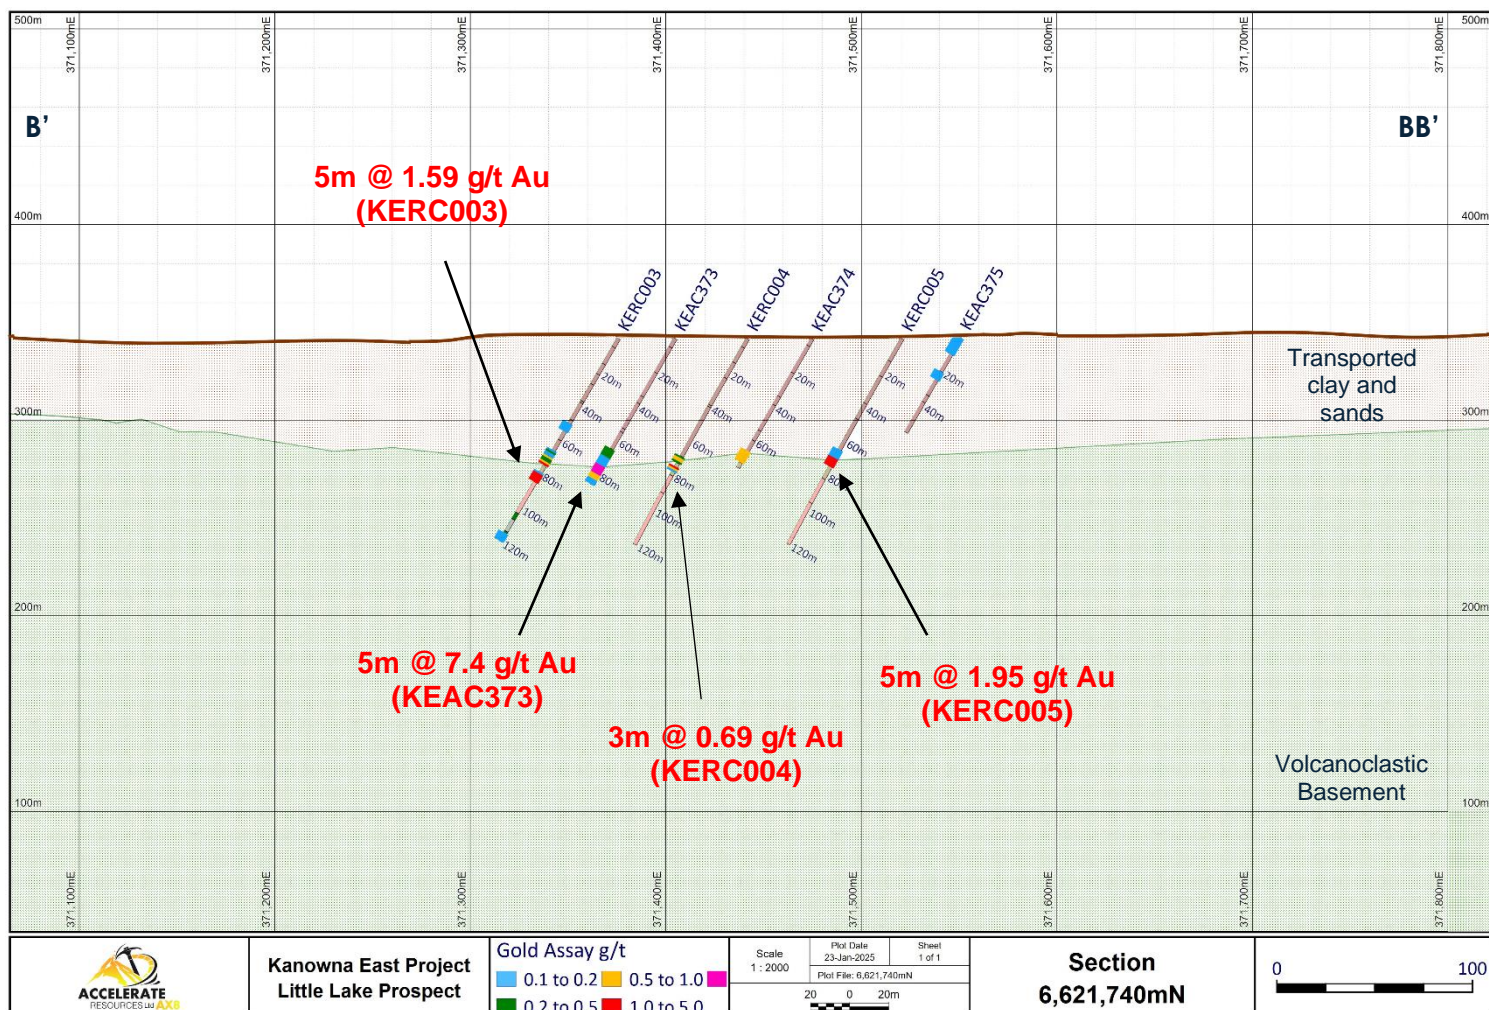 500m
371,100mE
371,200mE
371,300mE
371,400mE
371,500mE
371,600mE
371,700mE
371,800mE
500m
B’
BB’
5m @ 1.59 g/t Au
(KERC003)
400m
400m
KERC003
KEAC373
KERC004
KEAC374
KERC005
KEAC375
Transported
clay and
sands
20m
20m
20m
20m
20m
20m
40m
40m
40m
40m
40m
40m
300m
300m
60m
60m
60m
60m
60m
80m
80m
80m
80
100m
100m
100m
120m
120m
120m
200m
200m
5m @ 7.4 g/t Au
(KEAC373)
5m @ 1.95 g/t Au
(KERC005)
3m @ 0.69 g/t Au
(KERC004)
Volcanoclastic
Basement
100m
100m
371,100mE
371,200mE
371,300mE
371,400mE
371,500mE
371,600mE
371,700mE
371,800mE
ACCELERATE
RESOURCES Ltd AX8
Kanowna East Project
Little Lake Prospect
Gold Assay g/t
0.1 to 0.2
0.5 to 1.0
0.2 to 0.5
1.0 to 5.0
Scale
1 : 2000
Plot Date
23-Jan-2025
Sheet
1 of 1
Plot File: 6,621,740mN
20 0 20m
Section
6,621,740mN
0 100